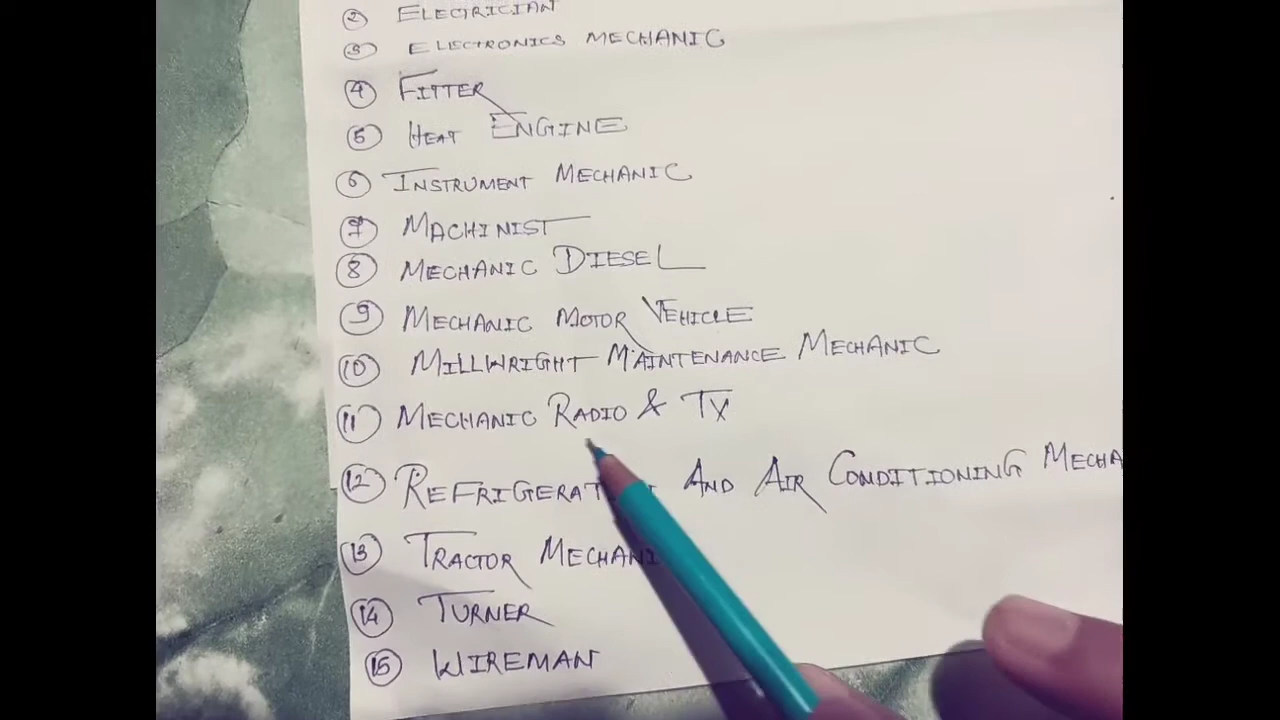 2 ELECTRICIAN
3 ELECTRONICS MECHANIC
4 FITTER
5 HEAT ENGINE
6 INSTRUMENT MECHANIC
7 MACHINIST
8 MECHANIC DIESEL
9 MECHANIC MOTOR VEHICLE
10 MILLWRIGHT MAINTENANCE MECHANIC
11 MECHANIC RADIO & TV
12 AND AIR CONDITIONING
13 TRACTOR
14 TURNER
15 WIREMAN